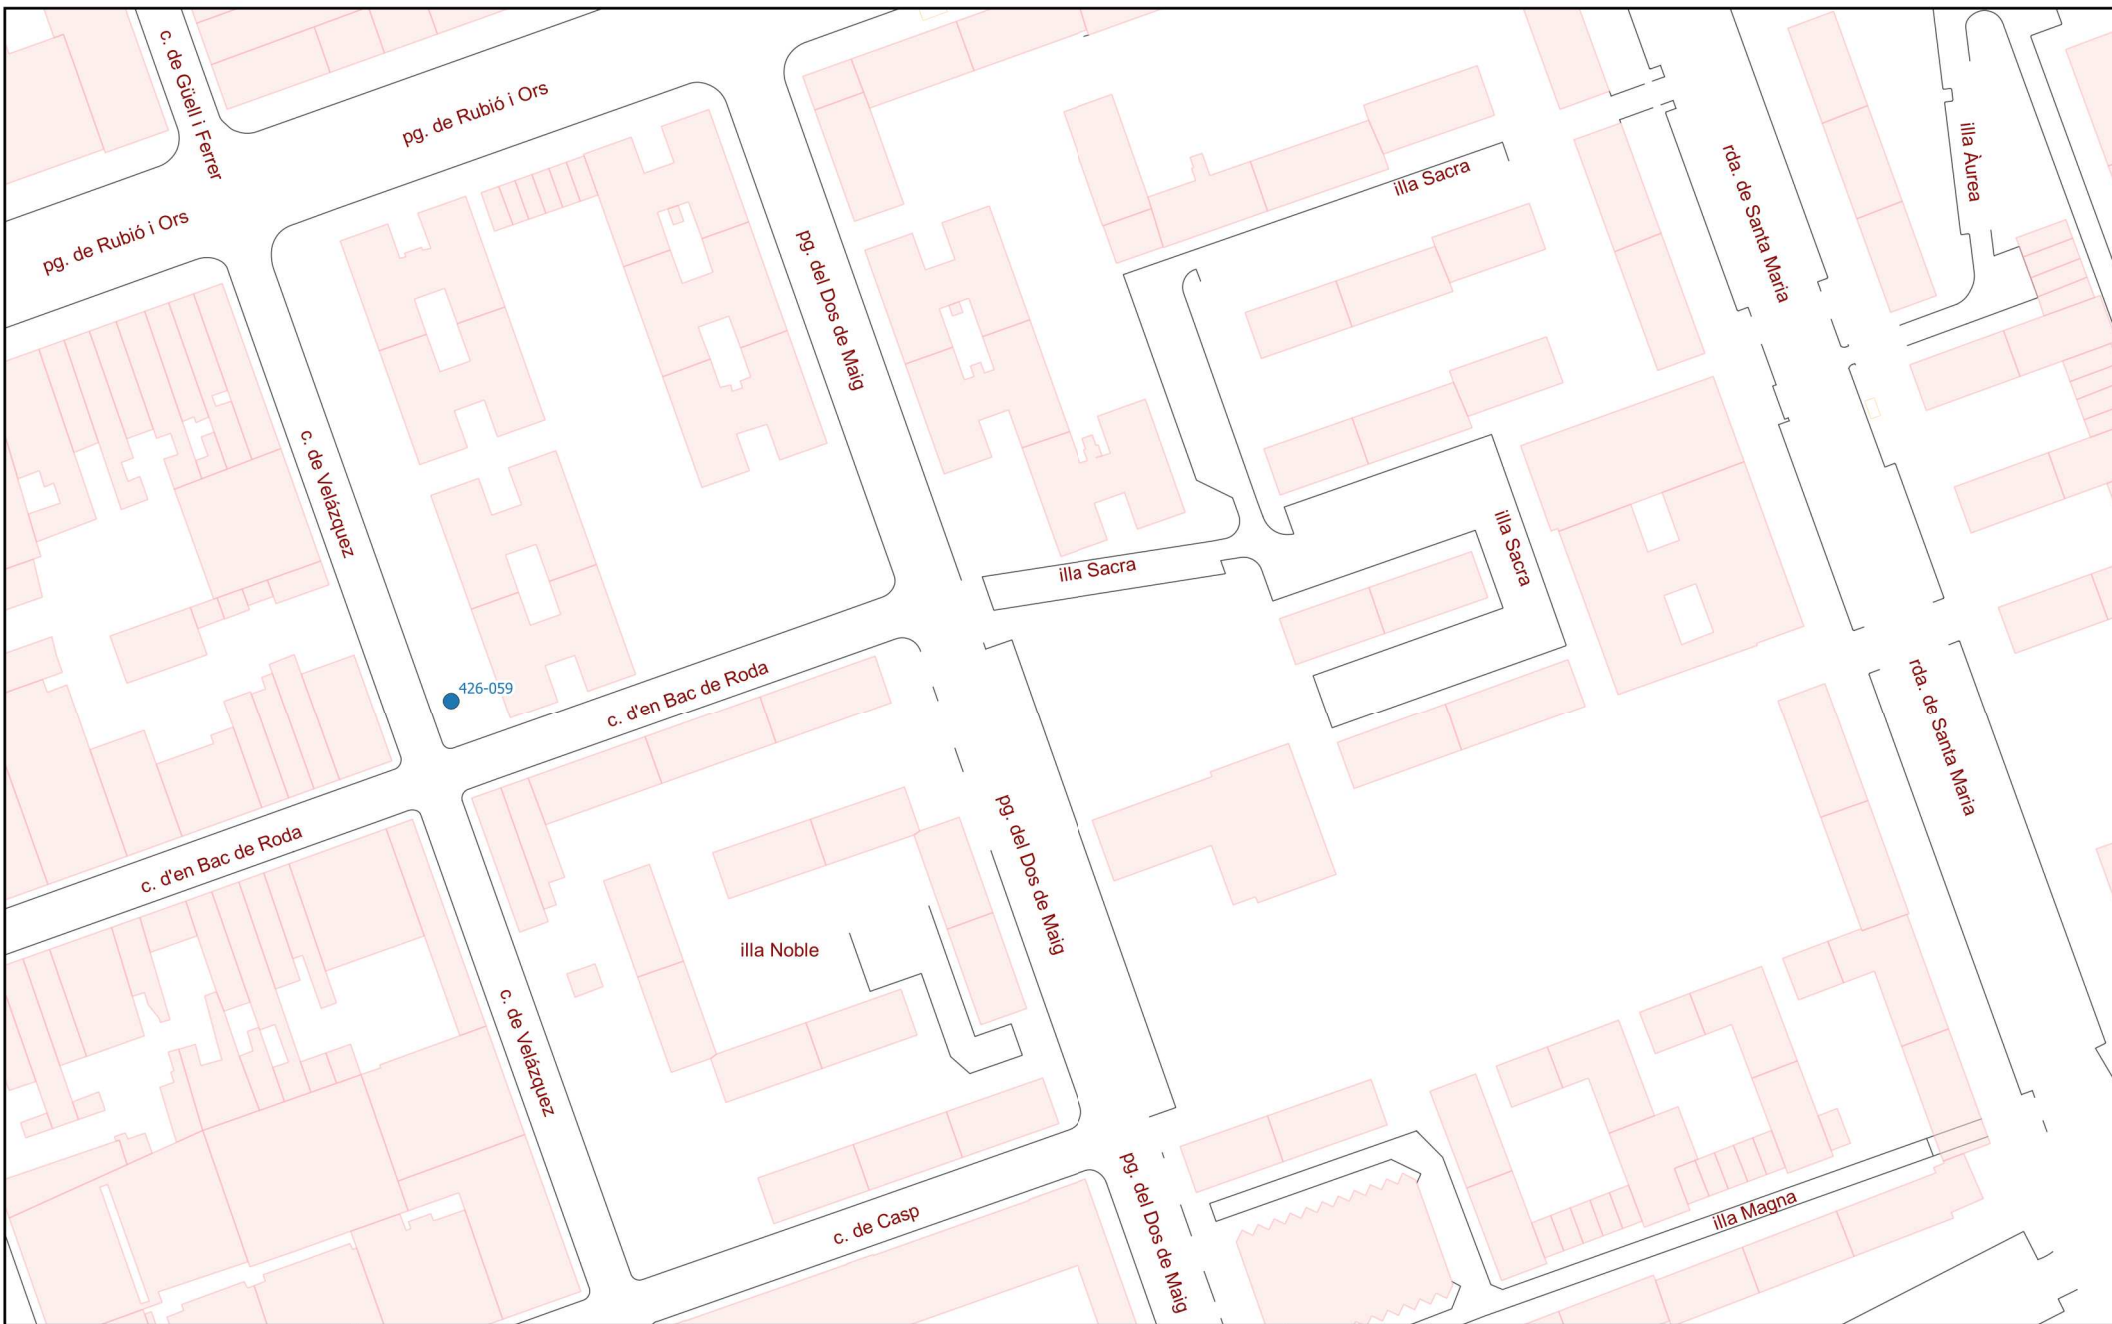 c. de Güell i Ferrer
pg. de Rubió i Ors
pg. de Rubió i Ors
illa Sacra
rda. de Santa Maria
illa Àurea
pg. del Dos de Maig
c. de Velázquez
illa Sacra
illa Sacra
426-059
c. d'en Bac de Roda
rda. de Santa Maria
c. d'en Bac de Roda
pg. del Dos de Maig
illa Noble
c. de Velázquez
c. de Casp
pg. del Dos de Maig
illa Magna